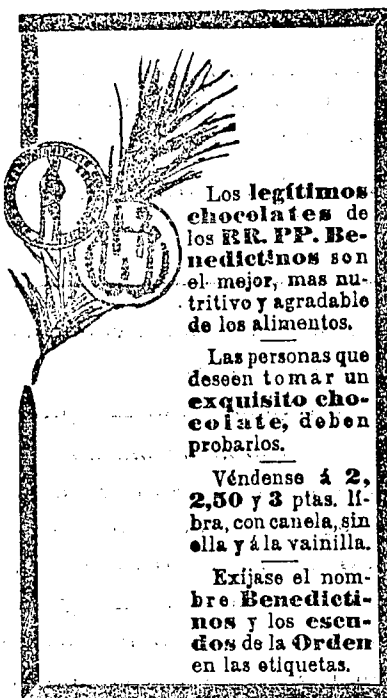 Los legítimos
chocolates de
los RR. PP. Be-
nedictinos son
el mejor, mas nu-
tritivo y agradable
de los alimentos.
Las personas que
deseen tomar un
exquisito cho-
colate, deben
probarlos.
Véndense á 2,
2,50 y 3 ptas. lí-
bra, con canela, sin
ella y á la vainilla.
Exíjase el nom-
bre Benedicti-
nos y los escu-
dos de la Orden
en las etiquetas.